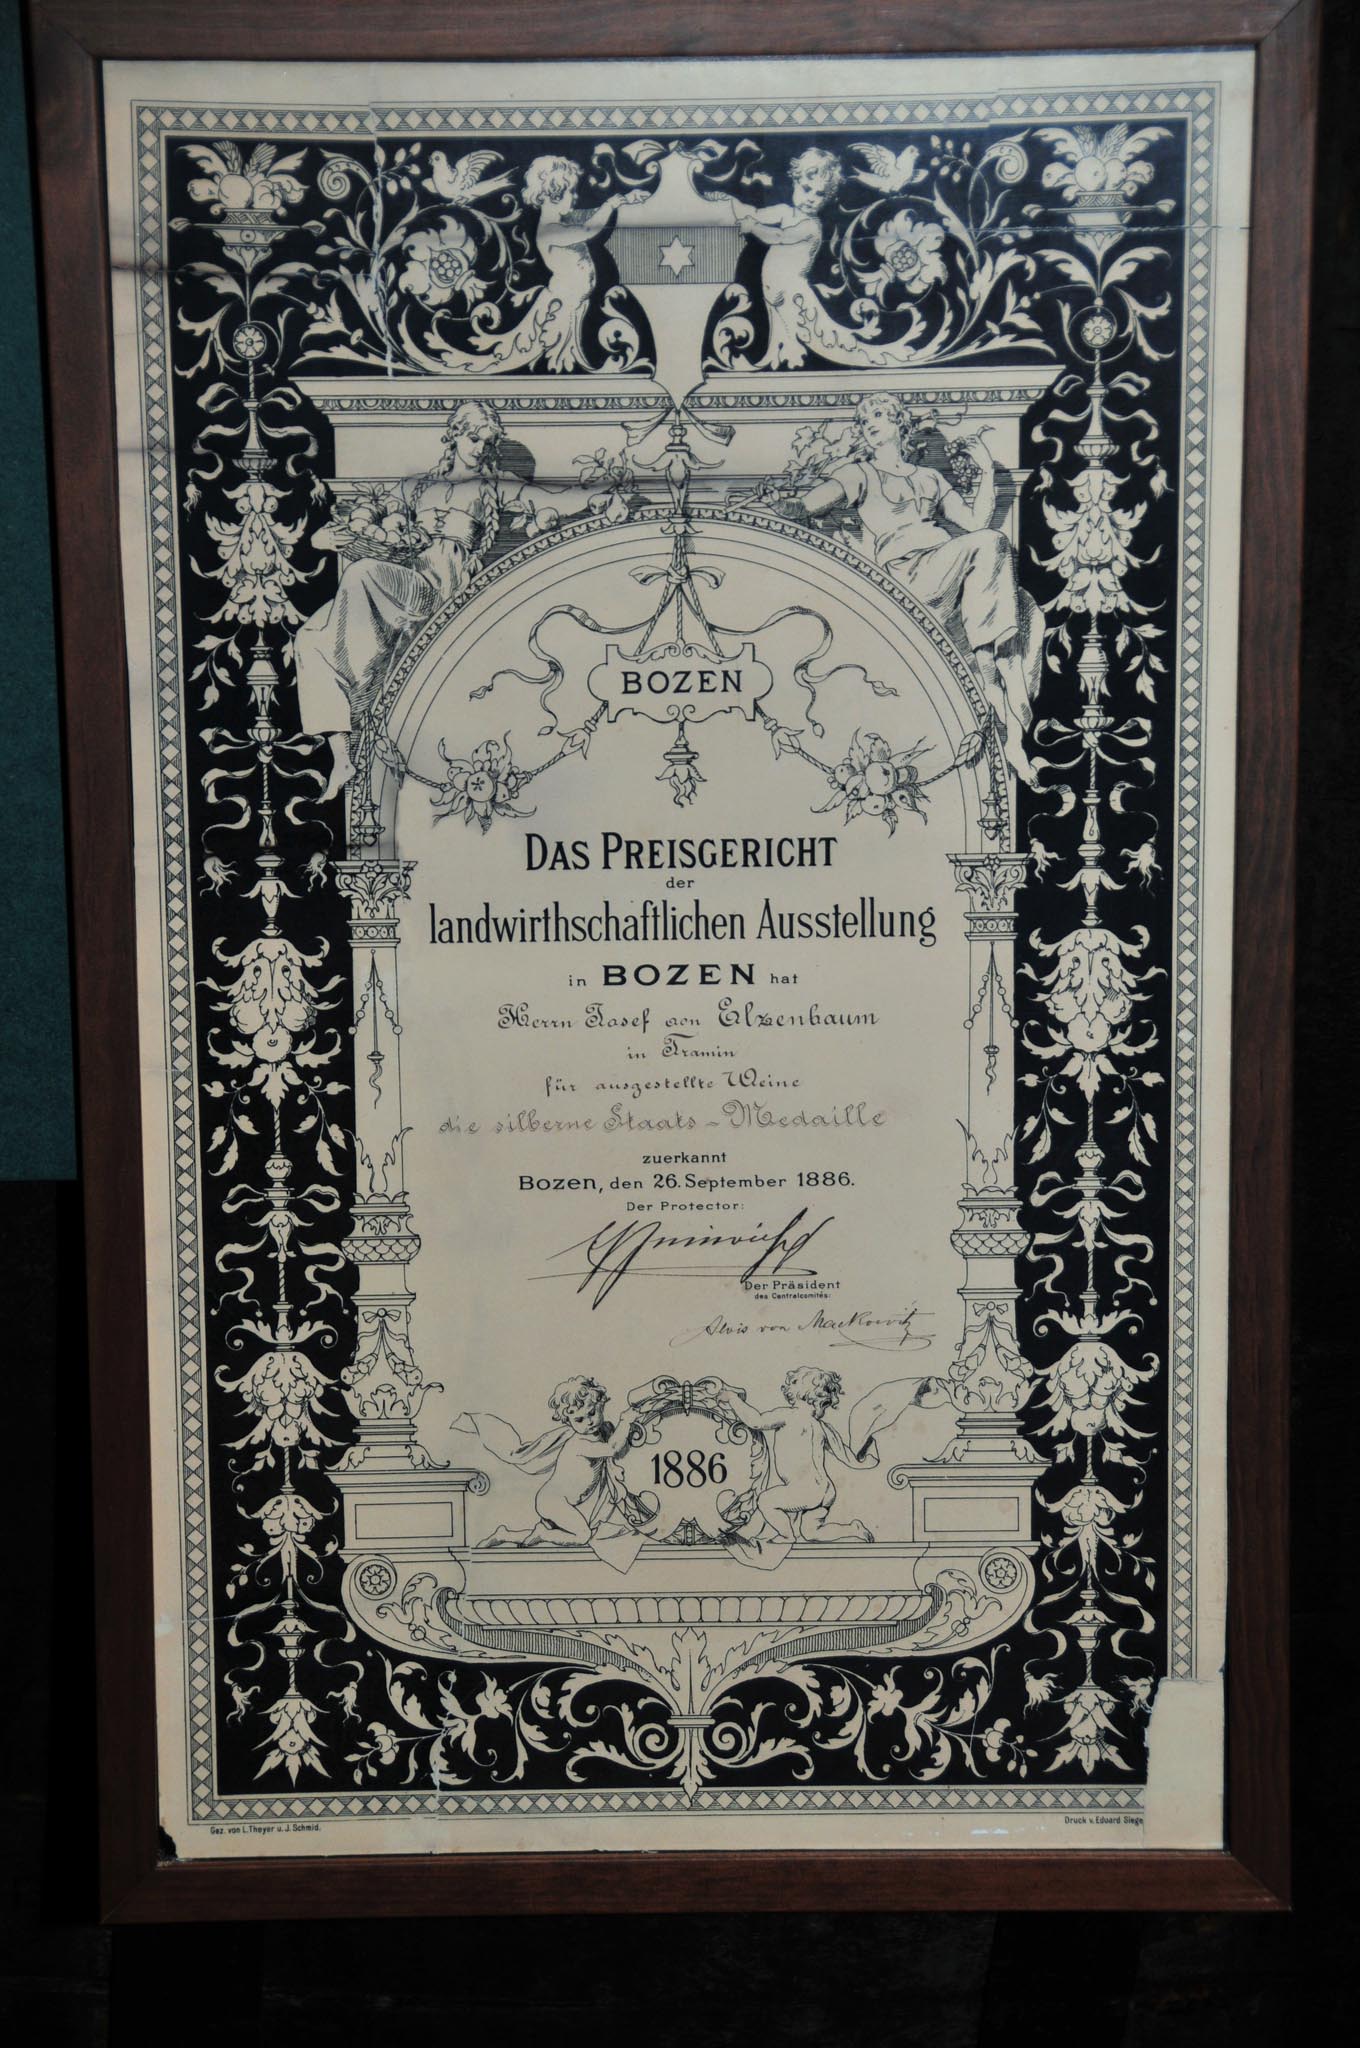 BOZEN
DAS PREISGERICHT
der
landwirthschaftlichen Ausstellung
in BOZEN hat
Herrn Josef von Elzenbaum
in Tramin
für ausgestellte Weine
die silberne Staats-Medaille
zuerkannt
Bozen, den 26. September 1886.
Der Protector:
Der Präsident
des Centralcomités:
Alois von Mackowitz
1886
Gez. von L. Theyer u. J. Schmid.
Druck v. Eduard Siege